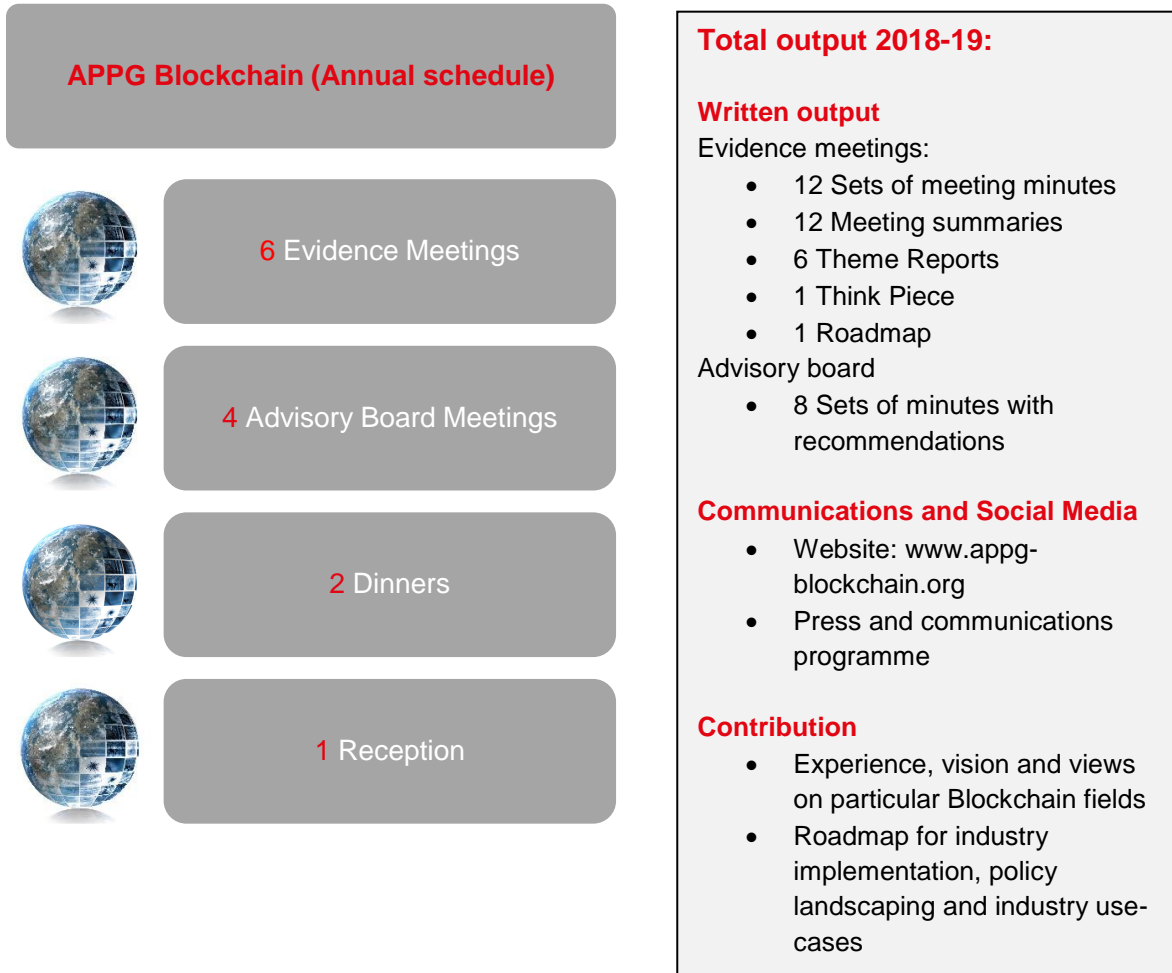 APPG Blockchain (Annual schedule)
6 Evidence Meetings
4 Advisory Board Meetings
2 Dinners
1 Reception
Total output 2018-19:
Written output
Evidence meetings:
• 12 Sets of meeting minutes
• 12 Meeting summaries
• 6 Theme Reports
• 1 Think Piece
• 1 Roadmap
Advisory board
• 8 Sets of minutes with
recommendations
Communications and Social Media
• Website: www.appg-
blockchain.org
• Press and communications
programme
Contribution
• Experience, vision and views
on particular Blockchain fields
• Roadmap for industry
implementation, policy
landscaping and industry use-
cases